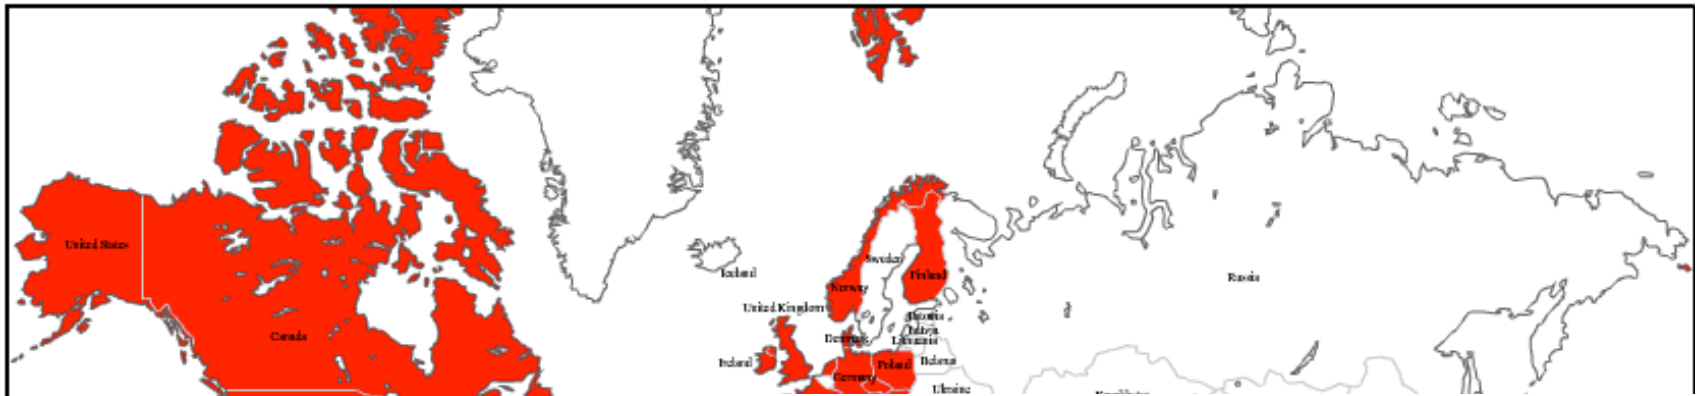 United States
Canada
Iceland
United Kingdom
Ireland
Norway
Sweden
Finland
Denmark
Estonia
Latvia
Lithuania
Germany
Poland
Belarus
Ukraine
Russia